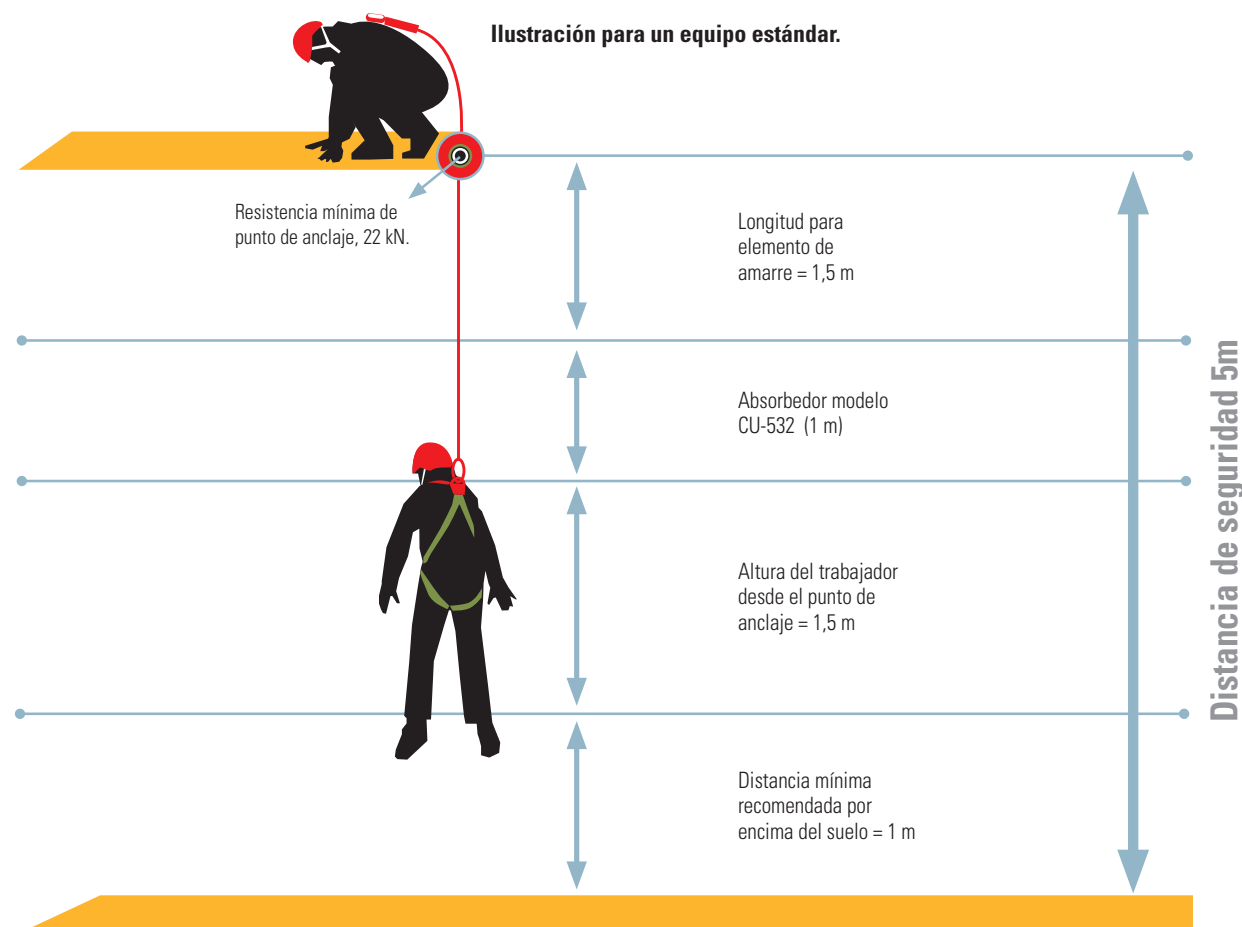 Ilustración para un equipo estándar.
Resistencia mínima de
punto de anclaje, 22 kN.
Longitud para
elemento de
amarre = 1,5 m
Absorbedor modelo
CU-532 (1 m)
Altura del trabajador
desde el punto de
anclaje = 1,5 m
Distancia mínima
recomendada por
encima del suelo = 1 m
Distancia de seguridad 5m